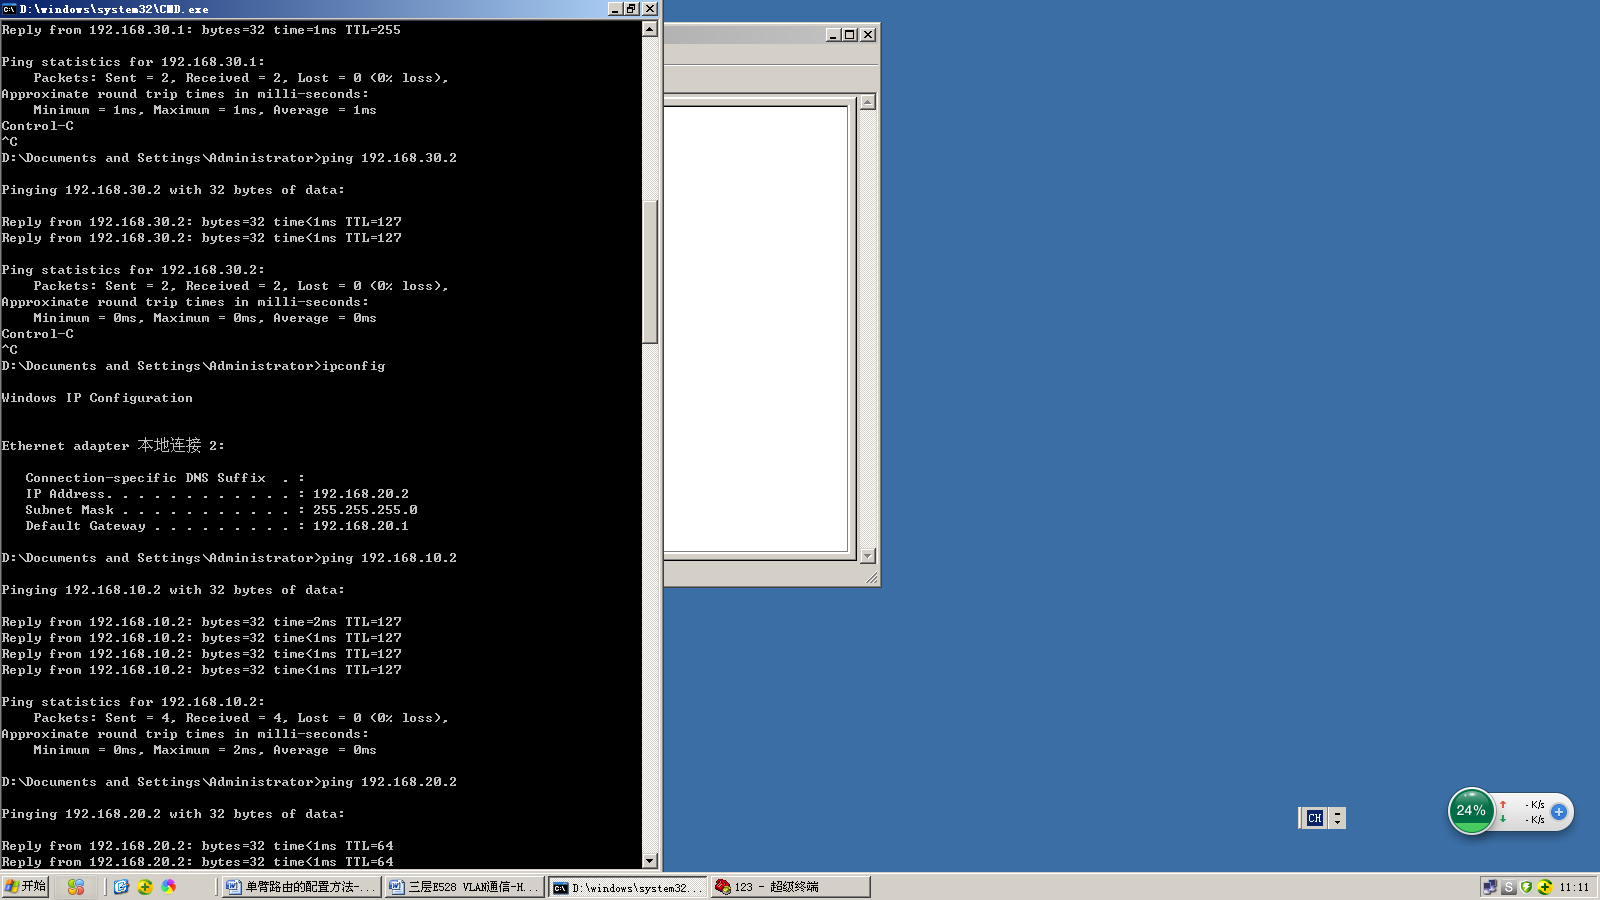 D:\windows\system32\CMD.exe
Reply from 192.168.30.1: bytes=32 time=1ms TTL=255
Ping statistics for 192.168.30.1:
Packets: Sent = 2, Received = 2, Lost = 0 (0% loss),
Approximate round trip times in milli-seconds:
Minimum = 1ms, Maximum = 1ms, Average = 1ms
Control-C
^C
D:\Documents and Settings\Administrator>ping 192.168.30.2
Pinging 192.168.30.2 with 32 bytes of data:
Reply from 192.168.30.2: bytes=32 time<1ms TTL=127
Reply from 192.168.30.2: bytes=32 time<1ms TTL=127
Ping statistics for 192.168.30.2:
Packets: Sent = 2, Received = 2, Lost = 0 (0% loss),
Approximate round trip times in milli-seconds:
Minimum = 0ms, Maximum = 0ms, Average = 0ms
Control-C
^C
D:\Documents and Settings\Administrator>ipconfig
Windows IP Configuration
Ethernet adapter 本地连接 2:
Connection-specific DNS Suffix  . :
IP Address. . . . . . . . . . . . : 192.168.20.2
Subnet Mask . . . . . . . . . . . : 255.255.255.0
Default Gateway . . . . . . . . . : 192.168.20.1
D:\Documents and Settings\Administrator>ping 192.168.10.2
Pinging 192.168.10.2 with 32 bytes of data:
Reply from 192.168.10.2: bytes=32 time=2ms TTL=127
Reply from 192.168.10.2: bytes=32 time<1ms TTL=127
Reply from 192.168.10.2: bytes=32 time<1ms TTL=127
Reply from 192.168.10.2: bytes=32 time<1ms TTL=127
Ping statistics for 192.168.10.2:
Packets: Sent = 4, Received = 4, Lost = 0 (0% loss),
Approximate round trip times in milli-seconds:
Minimum = 0ms, Maximum = 2ms, Average = 0ms
D:\Documents and Settings\Administrator>ping 192.168.20.2
Pinging 192.168.20.2 with 32 bytes of data:
Reply from 192.168.20.2: bytes=32 time<1ms TTL=64
Reply from 192.168.20.2: bytes=32 time<1ms TTL=64
CH
24%
- K/s
- K/s
开始
单臂路由的配置方法-...
三层E528 VLAN通信-H...
D:\windows\system32...
123 - 超级终端
11:11